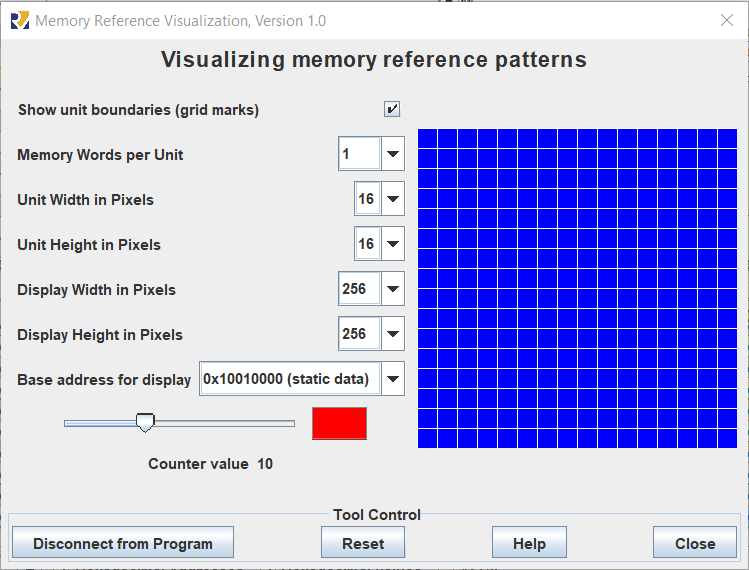 Memory Reference Visualization, Version 1.0
Visualizing memory reference patterns
Show unit boundaries (grid marks)
Memory Words per Unit 1
Unit Width in Pixels 16
Unit Height in Pixels 16
Display Width in Pixels 256
Display Height in Pixels 256
Base address for display 0x10010000 (static data)
Counter value 10
Tool Control
Disconnect from Program Reset Help Close